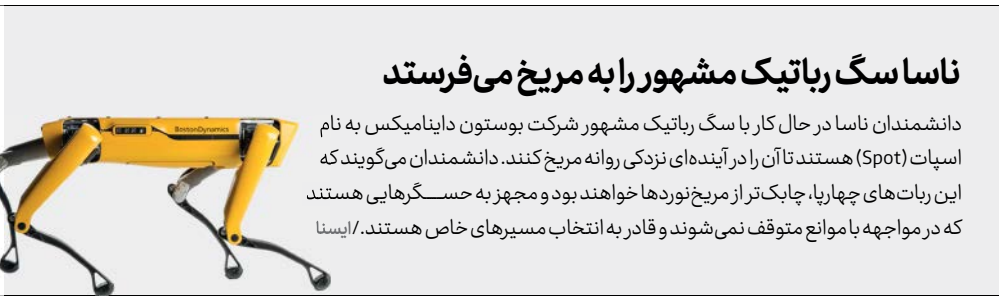 ناسا سگ رباتیک مشهور را به مریخ می‌فرستد
دانشمندان ناسا در حال کار با سگ رباتیک مشهور شرکت بوستون داینامیکس به نام
اسپات (Spot) هستند تا آن را در آینده‌ای نزدکی روانه مریخ کنند. دانشمندان می‌گویند که
این ربات‌های چهارپا، چابک‌تر از مریخ‌نوردها خواهند بود و مجهز به حســگرهایی هستند
که در مواجهه با موانع متوقف نمی‌شوند و قادر به انتخاب مسیرهای خاص هستند./ایسنا
BostonDynamics